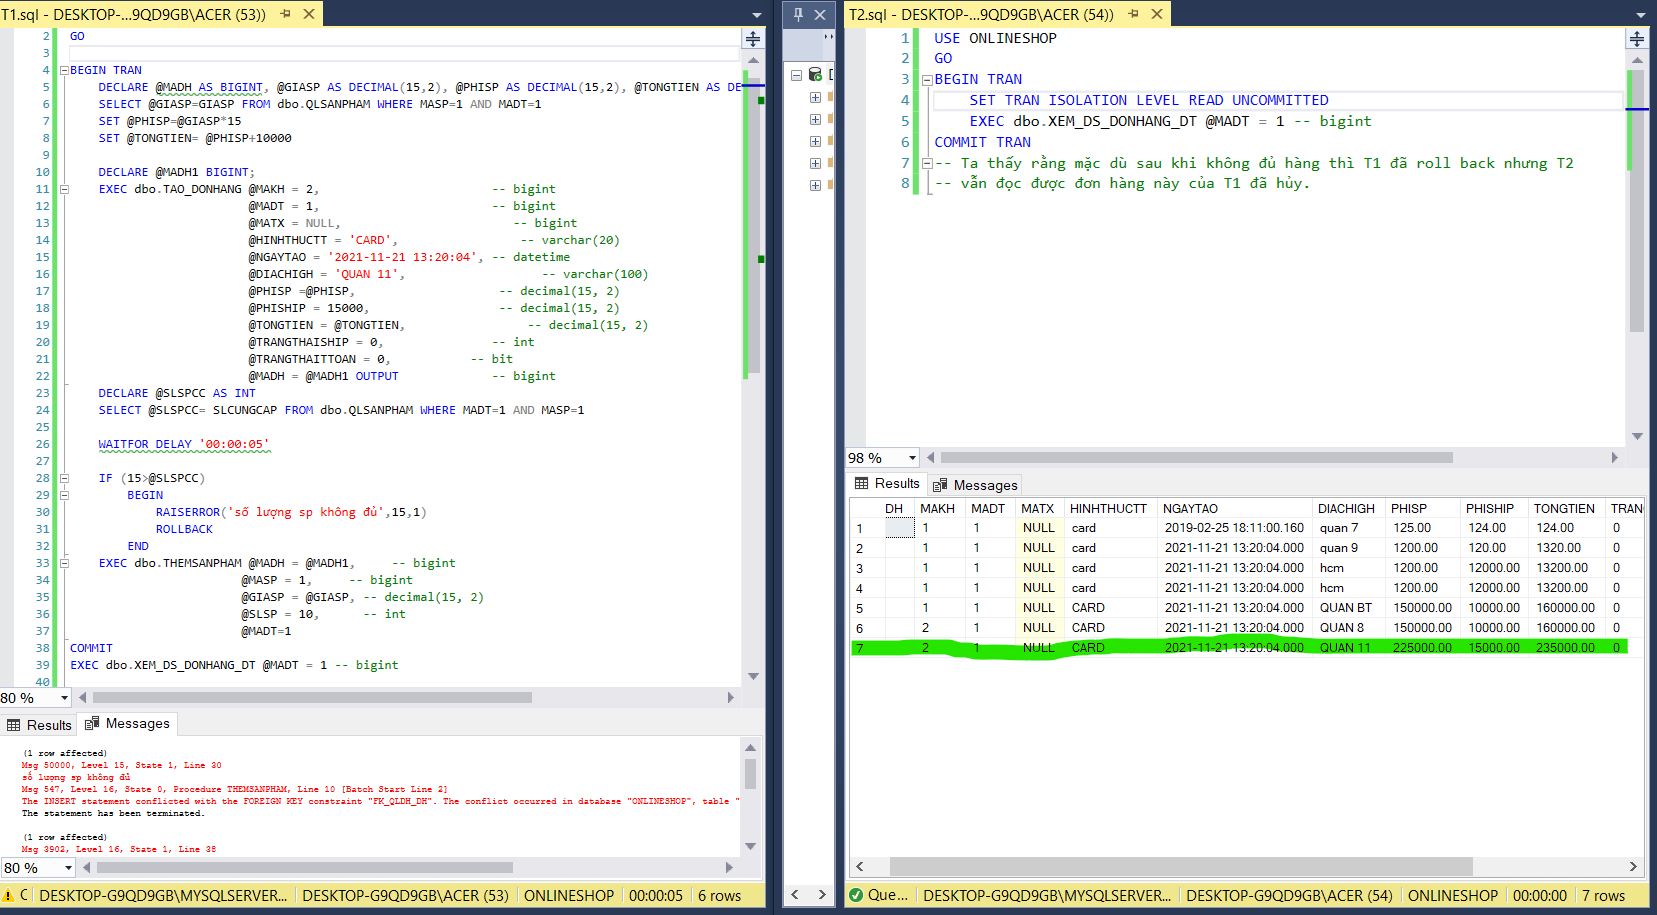 T1.sql - DESKTOP-...9QD9GB\ACER (53))
2 GO
3
4 BEGIN TRAN
5 DECLARE @MADH AS BIGINT, @GIASP AS DECIMAL(15,2), @PHISP AS DECIMAL(15,2), @TONGTIEN AS DE
6 SELECT @GIASP=GIASP FROM dbo.QLSANPHAM WHERE MASP=1 AND MADT=1
7 SET @PHISP=@GIASP*15
8 SET @TONGTIEN= @PHISP+10000
9
10 DECLARE @MADH1 BIGINT;
11 EXEC dbo.TAO_DONHANG @MAKH = 2, -- bigint
12 @MADT = 1, -- bigint
13 @MATX = NULL, -- bigint
14 @HINHTHUCTT = 'CARD', -- varchar(20)
15 @NGAYTAO = '2021-11-21 13:20:04', -- datetime
16 @DIACHIGH = 'QUAN 11', -- varchar(100)
17 @PHISP =@PHISP, -- decimal(15, 2)
18 @PHISHIP = 15000, -- decimal(15, 2)
19 @TONGTIEN = @TONGTIEN, -- decimal(15, 2)
20 @TRANGTHAISHIP = 0, -- int
21 @TRANGTHAITTOAN = 0, -- bit
22 @MADH = @MADH1 OUTPUT -- bigint
23 DECLARE @SLSPCC AS INT
24 SELECT @SLSPCC= SLCUNGCAP FROM dbo.QLSANPHAM WHERE MADT=1 AND MASP=1
25
26 WAITFOR DELAY '00:00:05'
27
28 IF (15>@SLSPCC)
29 BEGIN
30 RAISERROR('số lượng sp không đủ',15,1)
31 ROLLBACK
32 END
33 EXEC dbo.THEMSANPHAM @MADH = @MADH1, -- bigint
34 @MASP = 1, -- bigint
35 @GIASP = @GIASP, -- decimal(15, 2)
36 @SLSP = 10, -- int
37 @MADT=1
38 COMMIT
39 EXEC dbo.XEM_DS_DONHANG_DT @MADT = 1 -- bigint
40
80 %
Results Messages
(1 row affected)
Msg 50000, Level 15, State 1, Line 30
số lượng sp không đủ
Msg 547, Level 16, State 0, Procedure THEMSANPHAM, Line 10 [Batch Start Line 2]
The INSERT statement conflicted with the FOREIGN KEY constraint "FK_QLDH_DH". The conflict occurred in database "ONLINESHOP", table "
The statement has been terminated.
(1 row affected)
Msg 3902, Level 16, State 1, Line 38
80 %
C DESKTOP-G9QD9GB\MYSQLSERVER... DESKTOP-G9QD9GB\ACER (53) ONLINESHOP 00:00:05 6 rows
T2.sql - DESKTOP-...9QD9GB\ACER (54))
1 USE ONLINESHOP
2 GO
3 BEGIN TRAN
4 SET TRAN ISOLATION LEVEL READ UNCOMMITTED
5 EXEC dbo.XEM_DS_DONHANG_DT @MADT = 1 -- bigint
6 COMMIT TRAN
7 -- Ta thấy rằng mặc dù sau khi không đủ hàng thì T1 đã roll back nhưng T2
8 -- vẫn đọc được đơn hàng này của T1 đã hủy.
98 %
Results Messages
DH MAKH MADT MATX HINHTHUCTT NGAYTAO DIACHIGH PHISP PHISHIP TONGTIEN TRANG
1 1 1 NULL card 2019-02-25 18:11:00.160 quan 7 125.00 124.00 124.00 0
2 1 1 NULL card 2021-11-21 13:20:04.000 quan 9 1200.00 120.00 1320.00 0
3 1 1 NULL card 2021-11-21 13:20:04.000 hcm 1200.00 12000.00 13200.00 0
4 1 1 NULL card 2021-11-21 13:20:04.000 hcm 1200.00 12000.00 13200.00 0
5 1 1 NULL CARD 2021-11-21 13:20:04.000 QUAN BT 150000.00 10000.00 160000.00 0
6 2 1 NULL CARD 2021-11-21 13:20:04.000 QUAN 8 150000.00 10000.00 160000.00 0
7 2 1 NULL CARD 2021-11-21 13:20:04.000 QUAN 11 225000.00 15000.00 235000.00 0
Que... DESKTOP-G9QD9GB\MYSQLSERVER... DESKTOP-G9QD9GB\ACER (54) ONLINESHOP 00:00:00 7 rows